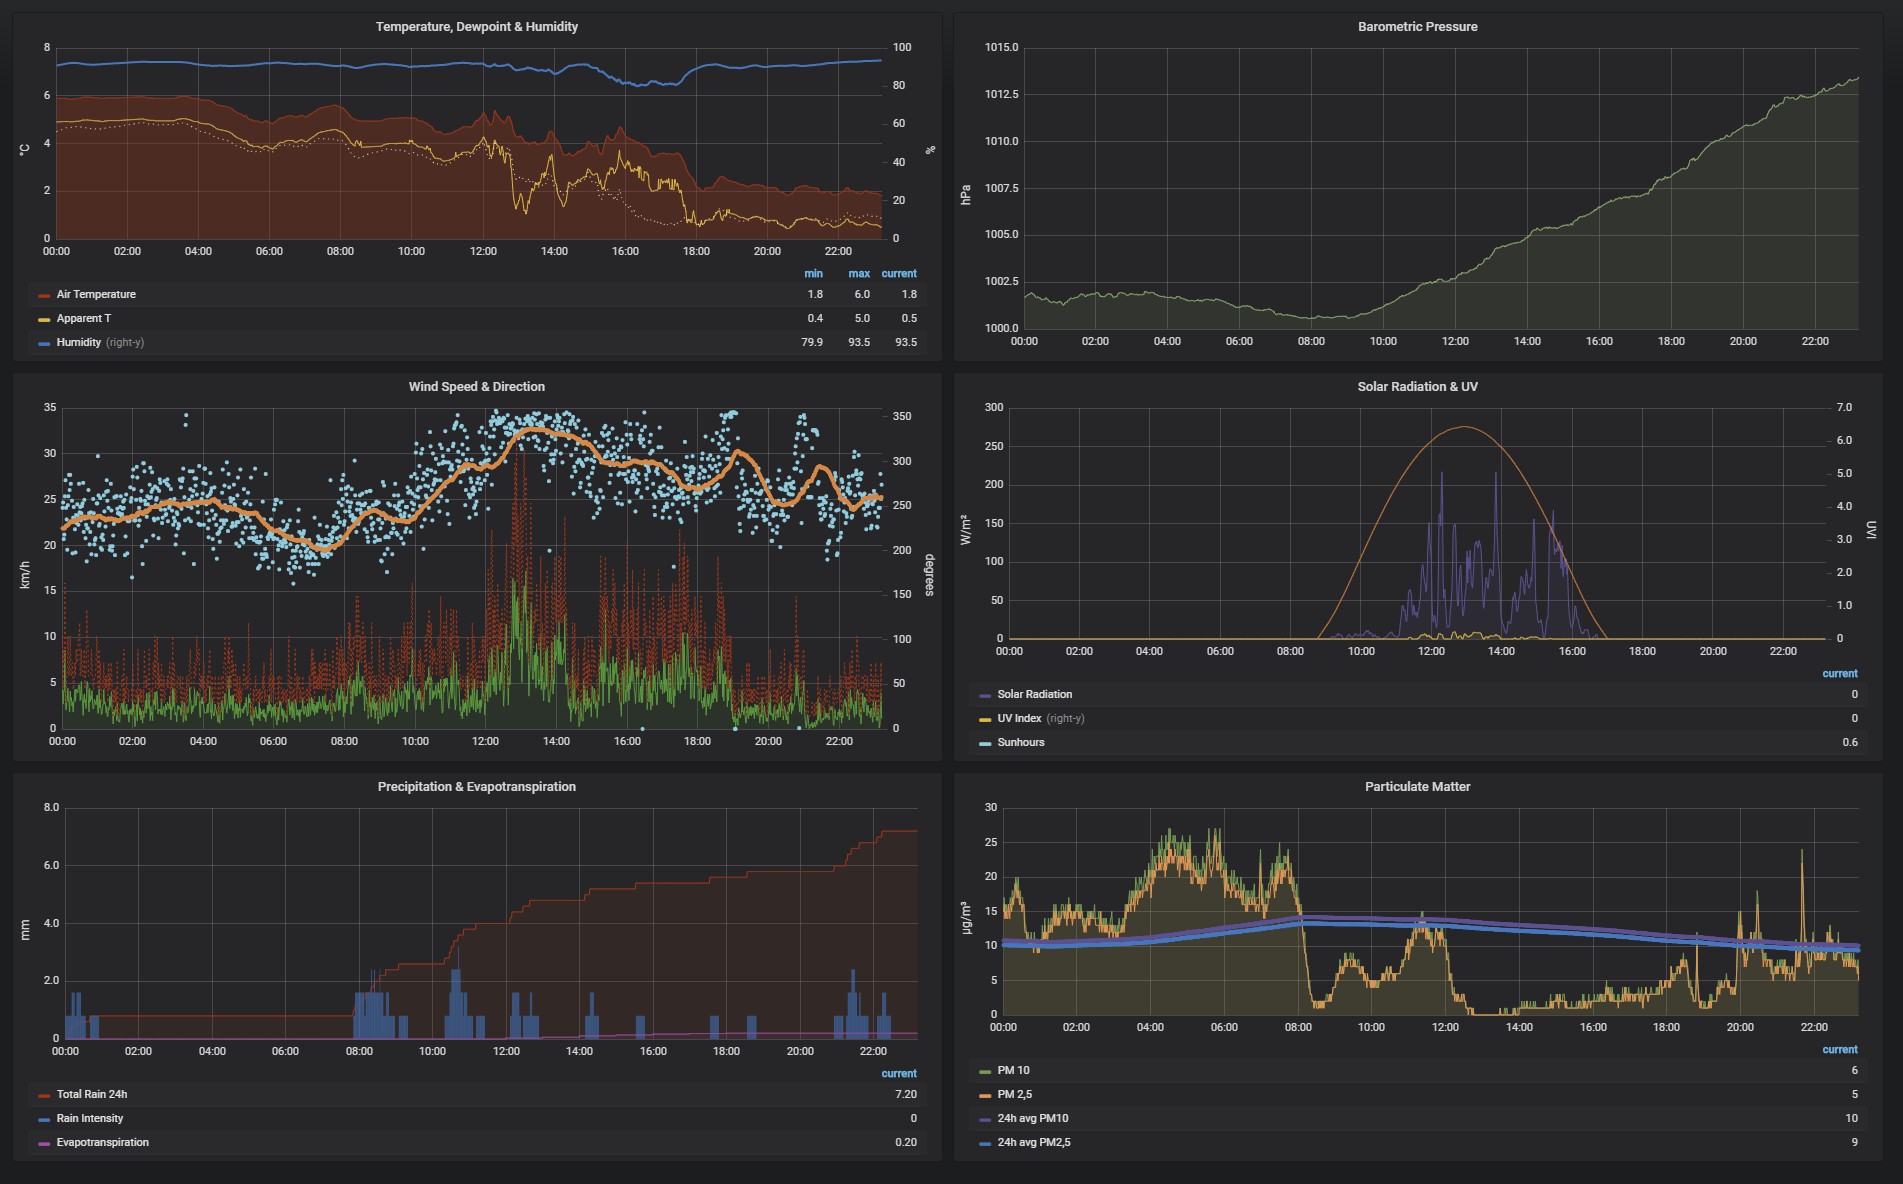 Temperature, Dewpoint & Humidity
8 100
6 80
60
4 40
2 20
0 0
°C %
00:00 02:00 04:00 06:00 08:00 10:00 12:00 14:00 16:00 18:00 20:00 22:00
min max current
Air Temperature 1.8 6.0 1.8
Apparent T 0.4 5.0 0.5
Humidity (right-y) 79.9 93.5 93.5
Barometric Pressure
1015.0
1012.5
1010.0
1007.5
1005.0
1002.5
1000.0
hPa
00:00 02:00 04:00 06:00 08:00 10:00 12:00 14:00 16:00 18:00 20:00 22:00
Wind Speed & Direction
35 350
30 300
25 250
20 200
15 150
10 100
5 50
0 0
km/h degrees
00:00 02:00 04:00 06:00 08:00 10:00 12:00 14:00 16:00 18:00 20:00 22:00
Solar Radiation & UV
300 7.0
250 6.0
200 5.0
150 4.0
100 3.0
50 2.0
0 1.0
0
W/m² UVI
00:00 02:00 04:00 06:00 08:00 10:00 12:00 14:00 16:00 18:00 20:00 22:00
current
Solar Radiation 0
UV Index (right-y) 0
Sunhours 0.6
Precipitation & Evapotranspiration
8.0
6.0
4.0
2.0
0
mm
00:00 02:00 04:00 06:00 08:00 10:00 12:00 14:00 16:00 18:00 20:00 22:00
current
Total Rain 24h 7.20
Rain Intensity 0
Evapotranspiration 0.20
Particulate Matter
30
25
20
15
10
5
0
µg/m³
00:00 02:00 04:00 06:00 08:00 10:00 12:00 14:00 16:00 18:00 20:00 22:00
current
PM 10 6
PM 2,5 5
24h avg PM10 10
24h avg PM2,5 9